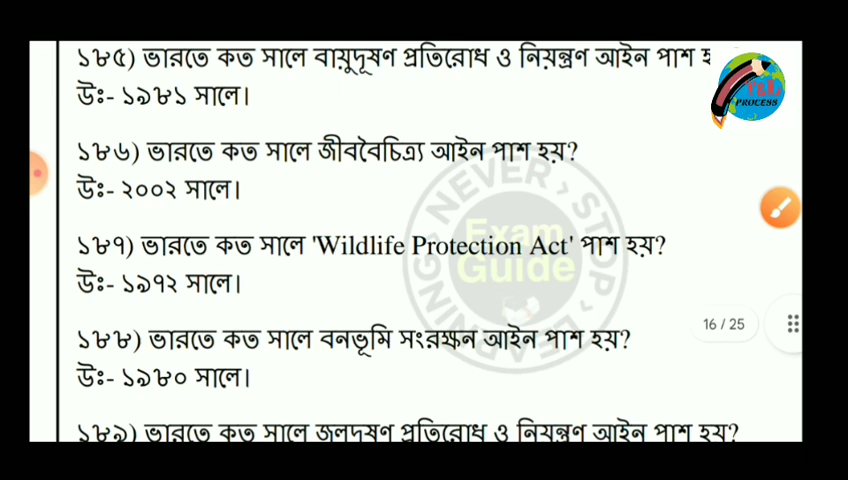 ১৮৫) ভারতে কত সালে বায়ুদূষণ প্রতিরোধ ও নিয়ন্ত্রণ আইন পাশ
উঃ- ১৯৮১ সালে।
PROCESS
১৮৬) ভারতে কত সালে জীববৈচিত্র্য আইন পাশ হয়?
উঃ- ২০০২ সালে।
১৮৭) ভারতে কত সালে 'Wildlife Protection Act' পাশ হয়?
উঃ- ১৯৭২ সালে।
NEVER, STOP, LEARNING
Exam
Guide
16 / 25
১৮৮) ভারতে কত সালে বনভূমি সংরক্ষন আইন পাশ হয়?
উঃ- ১৯৮০ সালে।
১৮৯) ভারতে কত সালে জলদূষণ প্রতিরোধ ও নিয়ন্ত্রণ আইন পাশ হয়?